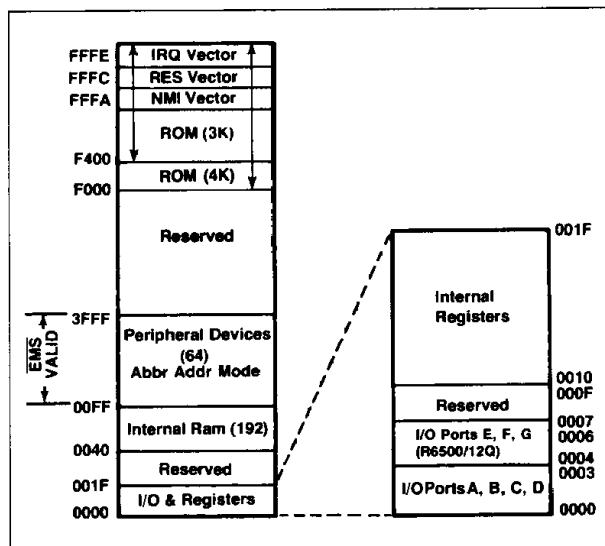 FFFE IRQ Vector
FFFC RES Vector
FFFA NMI Vector
ROM (3K)
F400
ROM (4K)
F000
Reserved
3FFF
Peripheral Devices
(64)
Abbr Addr Mode
EMS
VALID
00FF
Internal Ram (192)
0040
Reserved
001F
I/O & Registers
0000
001F
Internal
Registers
0010
000F
Reserved
0007
I/O Ports E, F, G
0006
(R6500/12Q)
0004
0003
I/O Ports A, B, C, D
0000